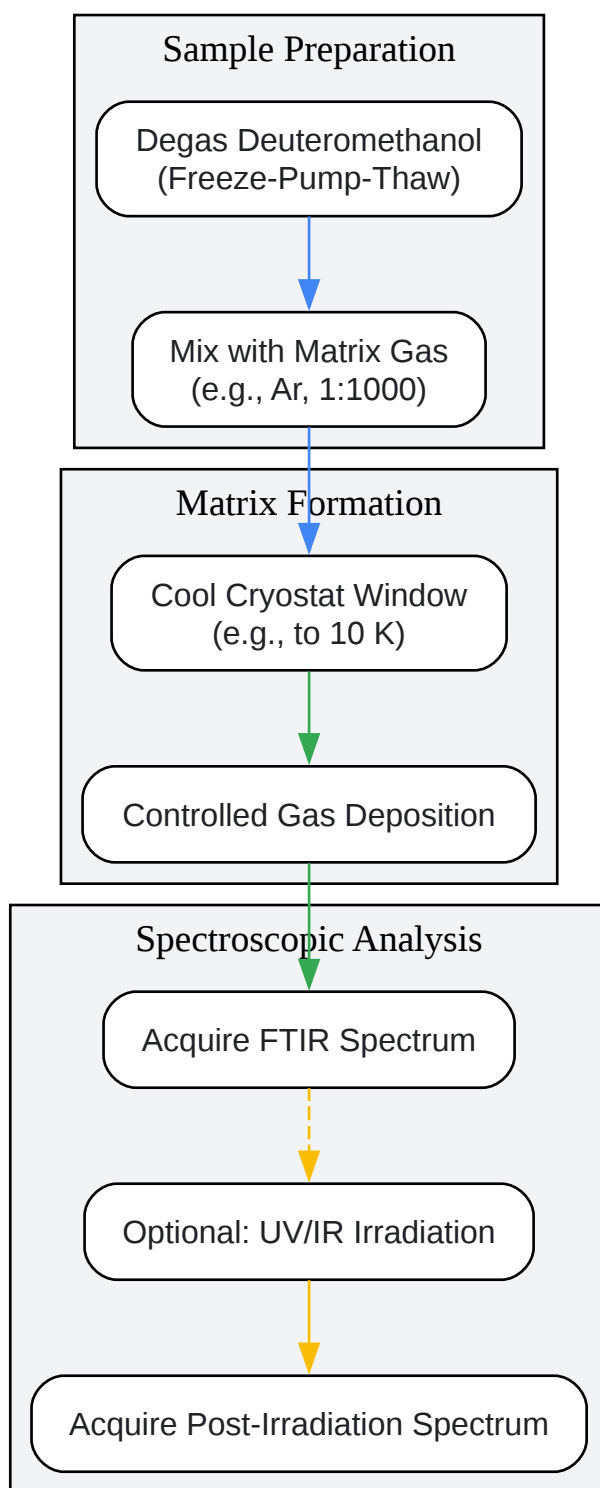 Sample Preparation
Degas Deuteromethanol
(Freeze-Pump-Thaw)
Mix with Matrix Gas
(e.g., Ar, 1:1000)
Matrix Formation
Cool Cryostat Window
(e.g., to 10 K)
Controlled Gas Deposition
Spectroscopic Analysis
Acquire FTIR Spectrum
Optional: UV/IR Irradiation
Acquire Post-Irradiation Spectrum